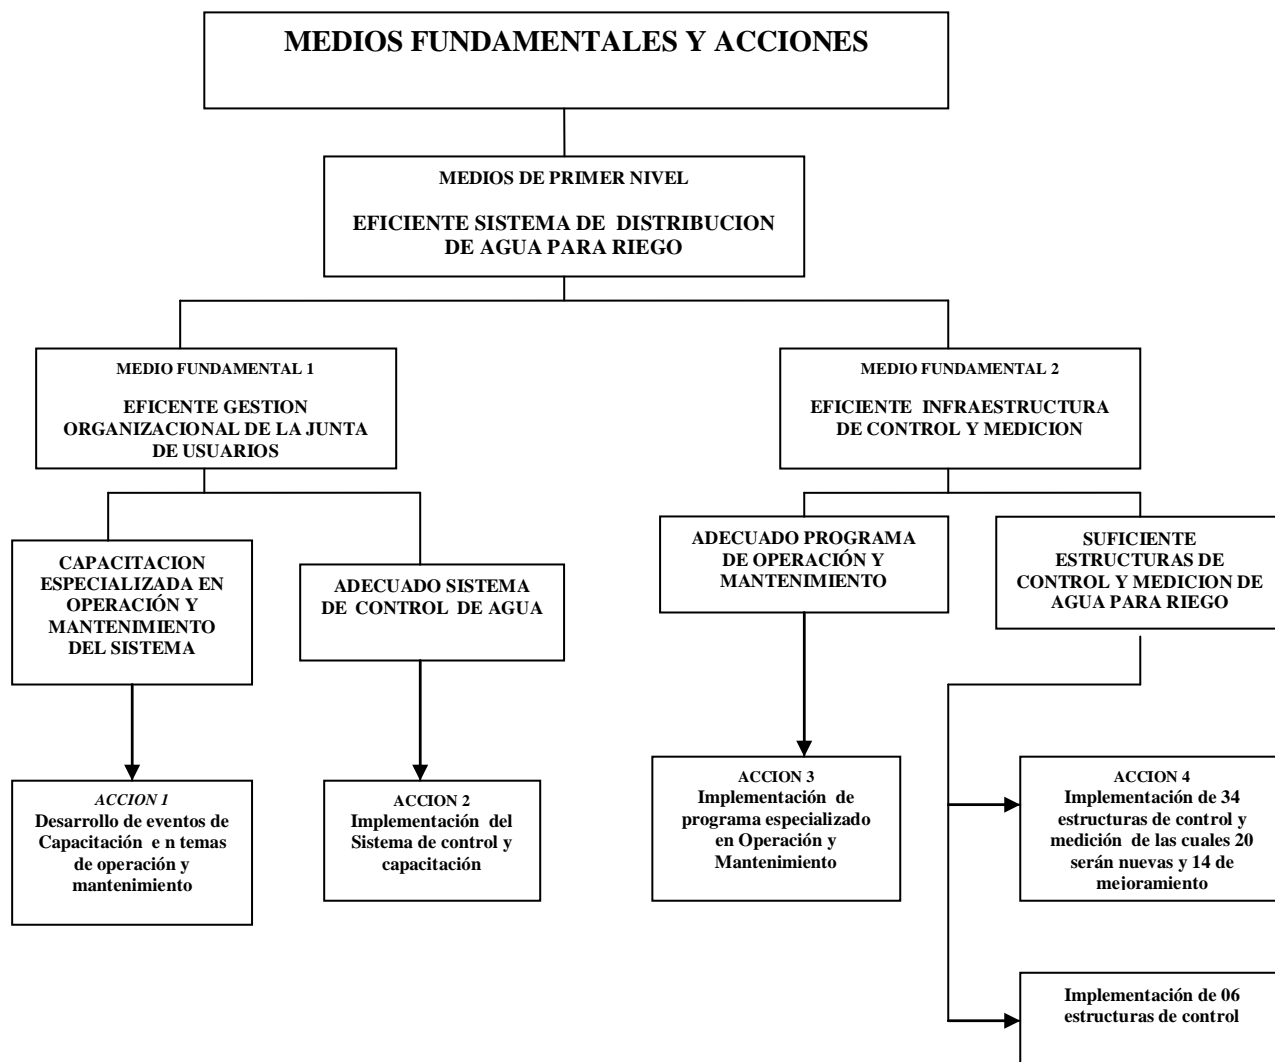 MEDIOS FUNDAMENTALES Y ACCIONES
MEDIOS DE PRIMER NIVEL
EFICIENTE SISTEMA DE DISTRIBUCION
DE AGUA PARA RIEGO
MEDIO FUNDAMENTAL 1
EFICENTE GESTION
ORGANIZACIONAL DE LA JUNTA
DE USUARIOS
MEDIO FUNDAMENTAL 2
EFICIENTE INFRAESTRUCTURA
DE CONTROL Y MEDICION
CAPACITACION
ESPECIALIZADA EN
OPERACIÓN Y
MANTENIMIENTO
DEL SISTEMA
ADECUADO SISTEMA
DE CONTROL DE AGUA
ADECUADO PROGRAMA
DE OPERACIÓN Y
MANTENIMIENTO
SUFICIENTE
ESTRUCTURAS DE
CONTROL Y MEDICION DE
AGUA PARA RIEGO
ACCION 1
Desarrollo de eventos de
Capacitación e n temas
de operación y
mantenimiento
ACCION 2
Implementación del
Sistema de control y
capacitación
ACCION 3
Implementación de
programa especializado
en Operación y
Mantenimiento
ACCION 4
Implementación de 34
estructuras de control y
medición de las cuales 20
serán nuevas y 14 de
mejoramiento
Implementación de 06
estructuras de control